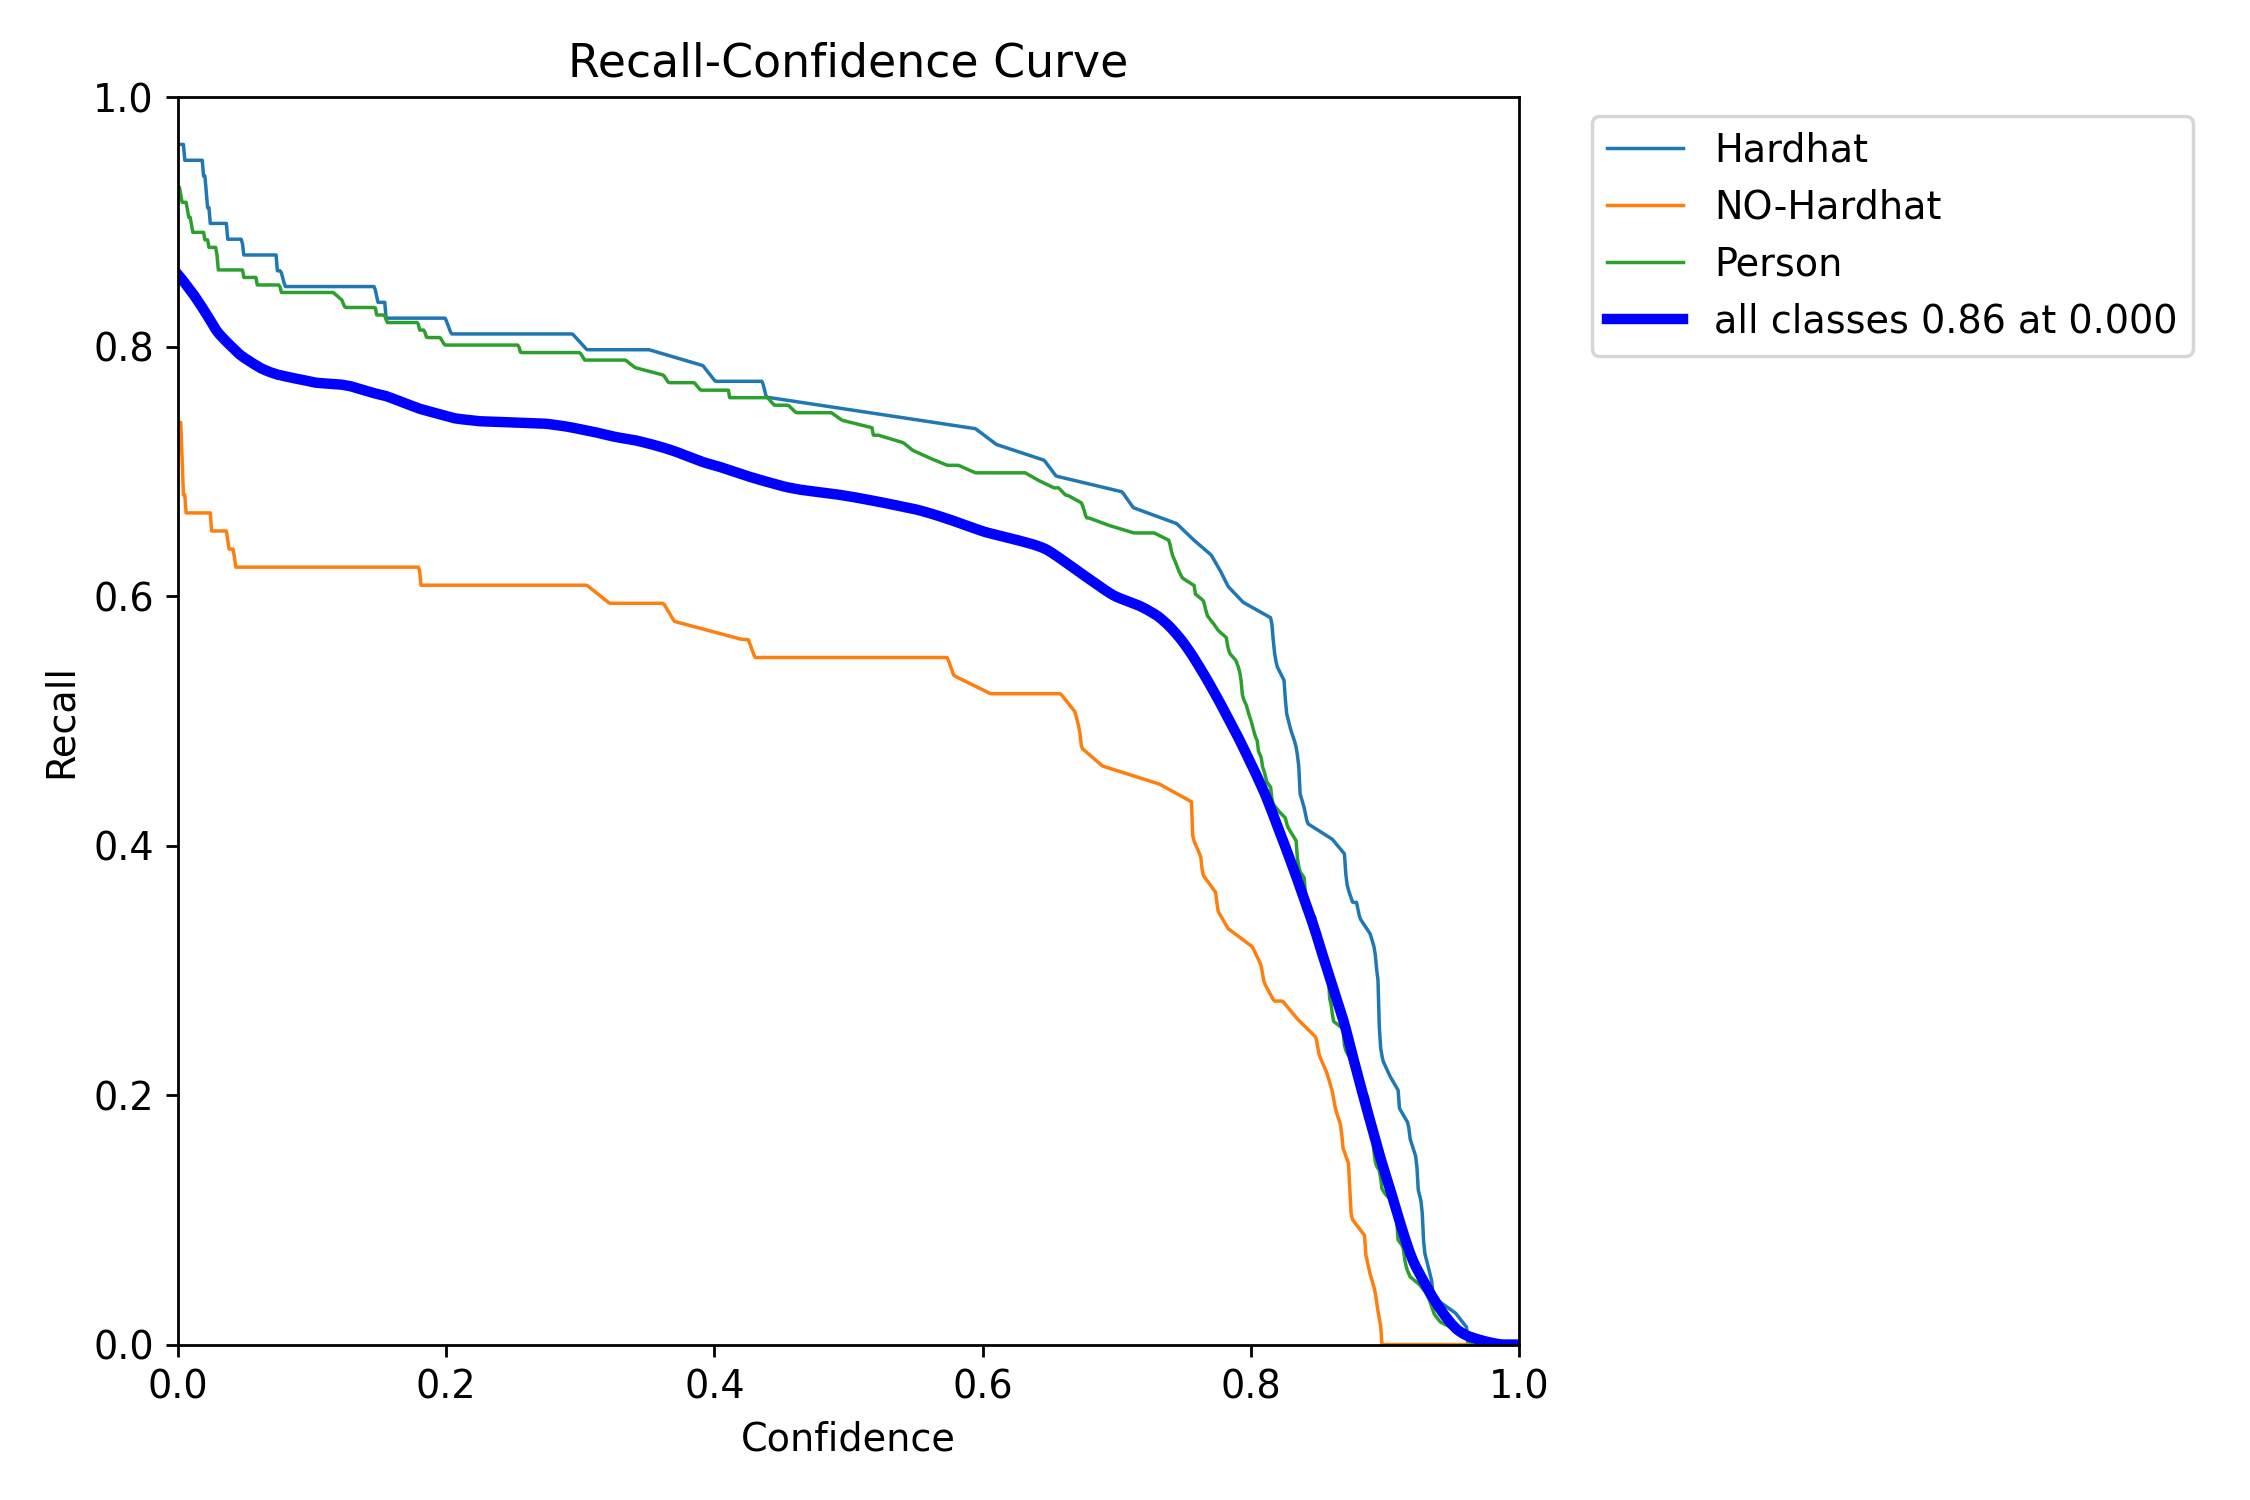 Recall-Confidence Curve
1.0
0.8
0.6
0.4
0.2
0.0
Recall
0.0 0.2 0.4 0.6 0.8 1.0
Confidence
Hardhat
NO-Hardhat
Person
all classes 0.86 at 0.000